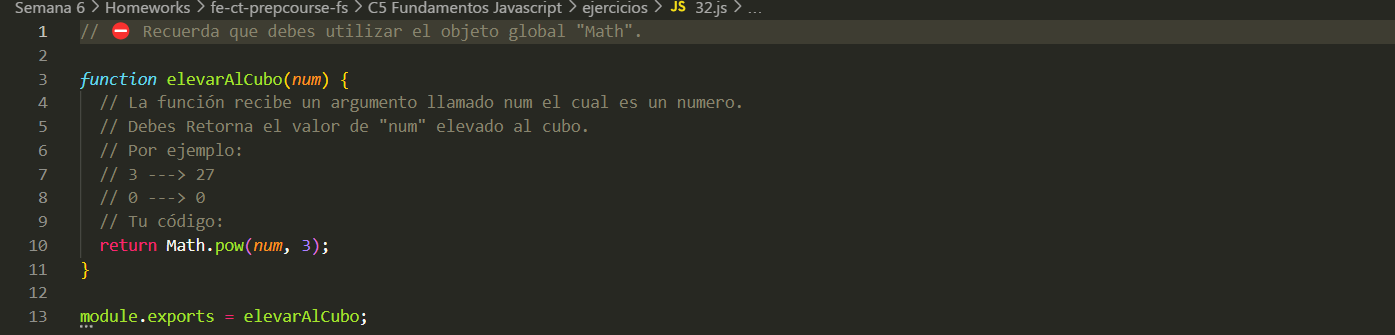 Semana 6 > Homeworks > fe-ct-prepcourse-fs > C5 Fundamentos Javascript > ejercicios > JS 32.js > ...
1 // ⛔ Recuerda que debes utilizar el objeto global "Math".
2
3 function elevarAlCubo(num) {
4 // La función recibe un argumento llamado num el cual es un numero.
5 // Debes Retorna el valor de "num" elevado al cubo.
6 // Por ejemplo:
7 // 3 ---> 27
8 // 0 ---> 0
9 // Tu código:
10 return Math.pow(num, 3);
11 }
12
13 module.exports = elevarAlCubo;